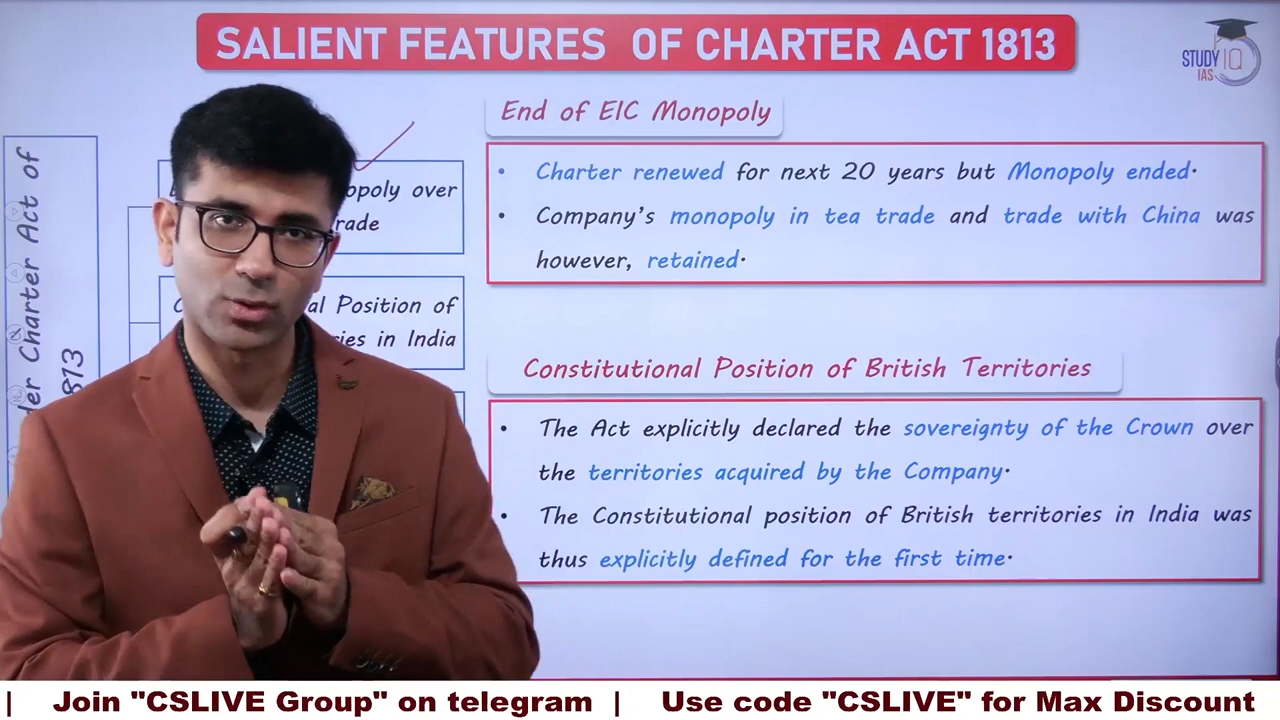 SALIENT FEATURES OF CHARTER ACT 1813
STUDY IQ
IAS
End of EIC Monopoly
• Charter renewed for next 20 years but Monopoly ended.
• Company's monopoly in tea trade and trade with China was
however, retained.
Constitutional Position of British Territories
• The Act explicitly declared the sovereignty of the Crown over
the territories acquired by the Company.
• The Constitutional position of British territories in India was
thus explicitly defined for the first time.
Charter Act of
813
over
Position of
in India
| Join "CSLIVE Group" on telegram | Use code "CSLIVE" for Max Discount